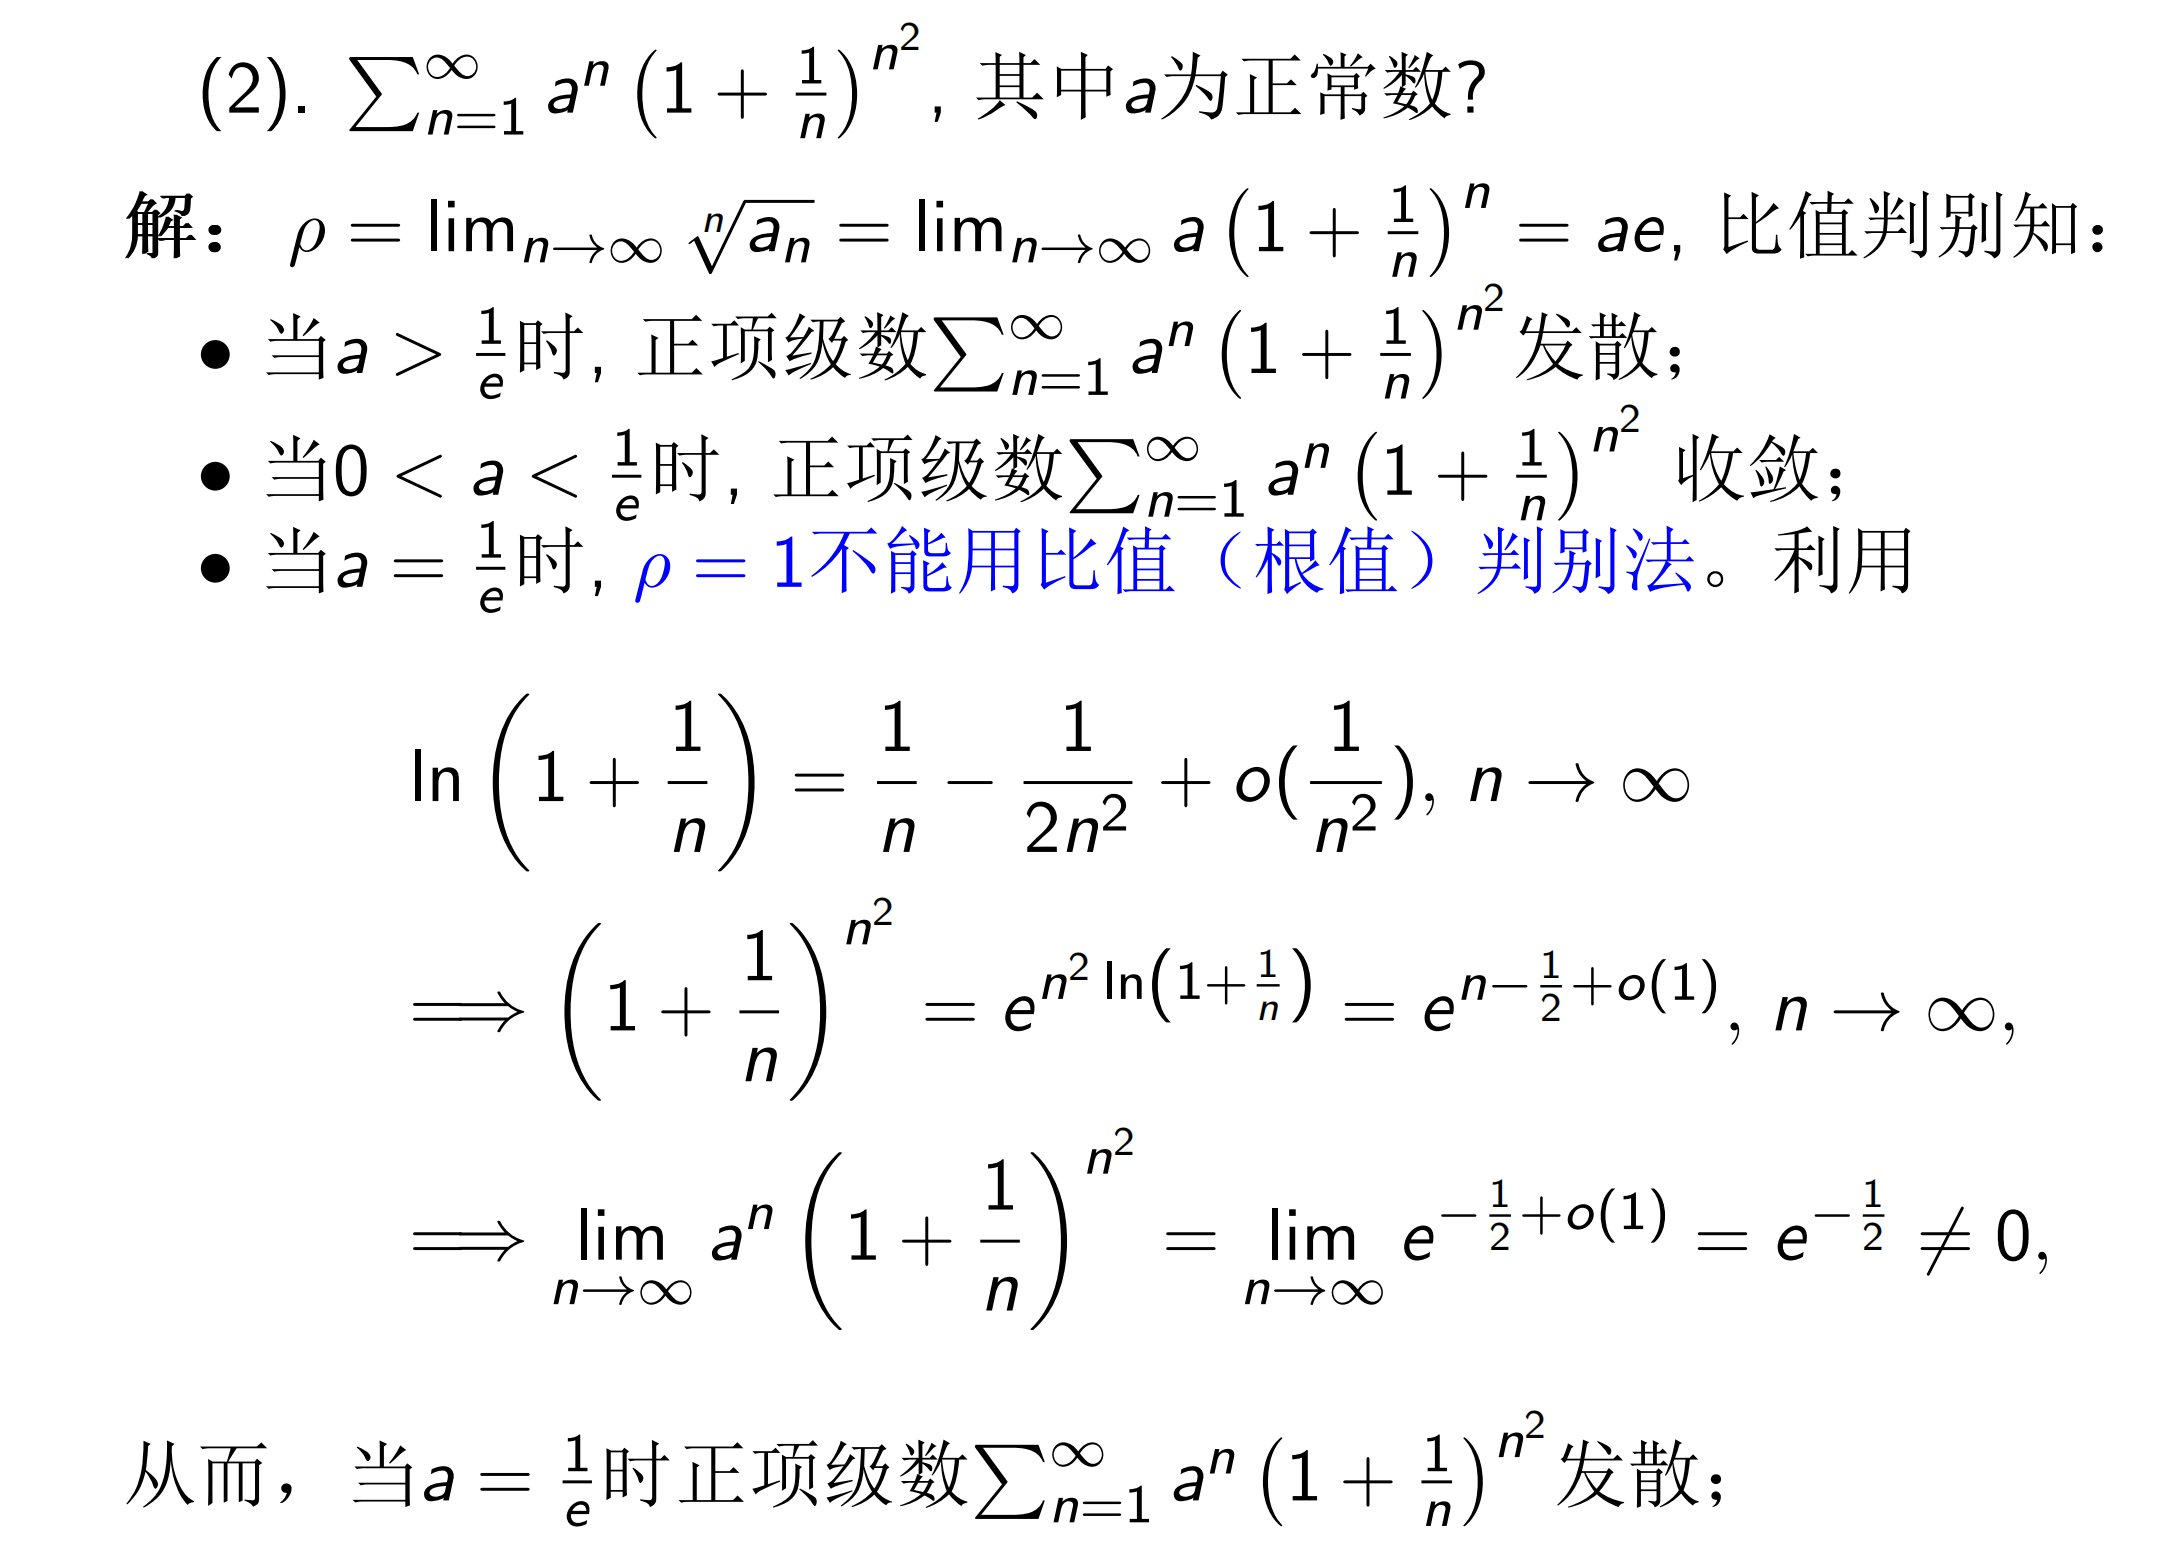 (2). $\sum_{n=1}^{\infty} a^n \left(1 + \frac{1}{n}\right)^{n^2}$, 其中$a$为正常数?
解：$\rho = \lim_{n\to\infty} \sqrt[n]{a_n} = \lim_{n\to\infty} a \left(1 + \frac{1}{n}\right)^n = ae$, 比值判别知：
• 当$a > \frac{1}{e}$时, 正项级数$\sum_{n=1}^{\infty} a^n \left(1 + \frac{1}{n}\right)^{n^2}$发散；
• 当$0 < a < \frac{1}{e}$时, 正项级数$\sum_{n=1}^{\infty} a^n \left(1 + \frac{1}{n}\right)^{n^2}$ 收敛；
• 当$a = \frac{1}{e}$时, $\rho = 1$不能用比值（根值）判别法。利用
$\ln \left(1 + \frac{1}{n}\right) = \frac{1}{n} - \frac{1}{2n^2} + o(\frac{1}{n^2}), n \to \infty$
$\Longrightarrow \left(1 + \frac{1}{n}\right)^{n^2} = e^{n^2 \ln\left(1+\frac{1}{n}\right)} = e^{n-\frac{1}{2}+o(1)}, n \to \infty,$
$\Longrightarrow \lim_{n\to\infty} a^n \left(1 + \frac{1}{n}\right)^{n^2} = \lim_{n\to\infty} e^{-\frac{1}{2}+o(1)} = e^{-\frac{1}{2}} \neq 0,$
从而，当$a = \frac{1}{e}$时正项级数$\sum_{n=1}^{\infty} a^n \left(1 + \frac{1}{n}\right)^{n^2}$发散；